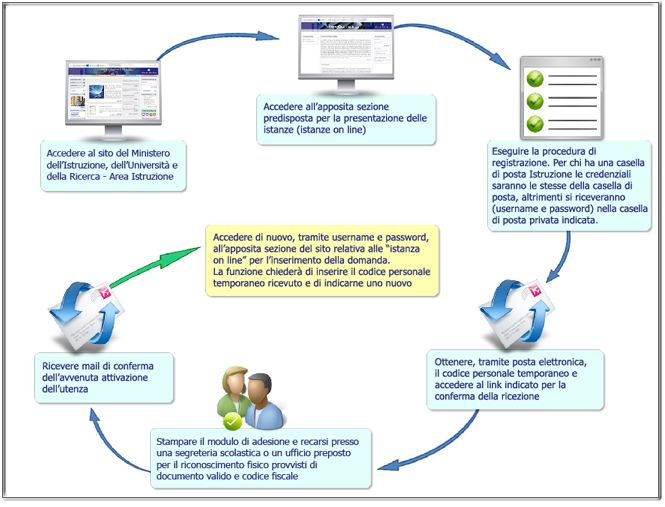 Accedere al sito del Ministero
dell'Istruzione, dell'Università e
della Ricerca - Area Istruzione
Accedere all'apposita sezione
predisposta per la presentazione delle
istanze (istanze on line)
Eseguire la procedura di
registrazione. Per chi ha una casella
di posta Istruzione le credenziali
saranno le stesse della casella di
posta, altrimenti si riceveranno
(username e password) nella casella
di posta privata indicata.
Ottenere, tramite posta elettronica,
il codice personale temporaneo e
accedere al link indicato per la
conferma della ricezione
Stampare il modulo di adesione e recarsi presso
una segreteria scolastica o un ufficio preposto
per il riconoscimento fisico provvisti di
documento valido e codice fiscale
Ricevere mail di conferma
dell'avvenuta attivazione
dell'utenza
Accedere di nuovo, tramite username e password,
all'apposita sezione del sito relativa alle "istanza
on line" per l'inserimento della domanda.
La funzione chiederà di inserire il codice personale
temporaneo ricevuto e di indicarne uno nuovo